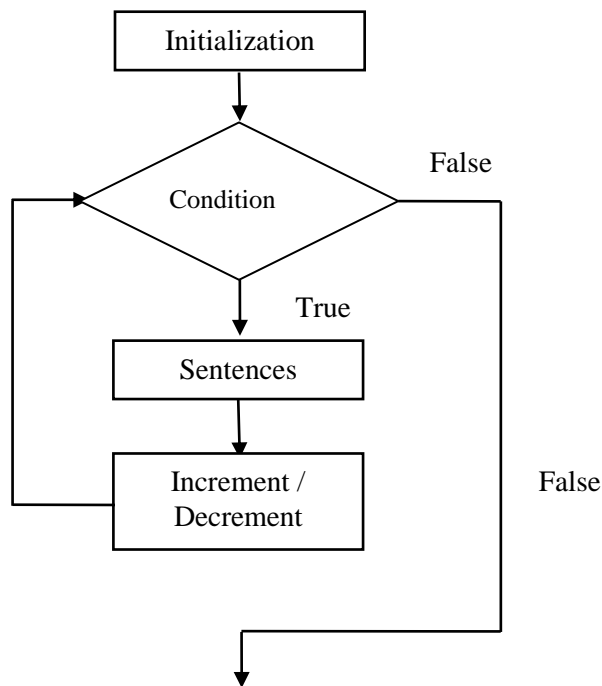 Initialization
False
Condition
True
Sentences
Increment /
Decrement
False